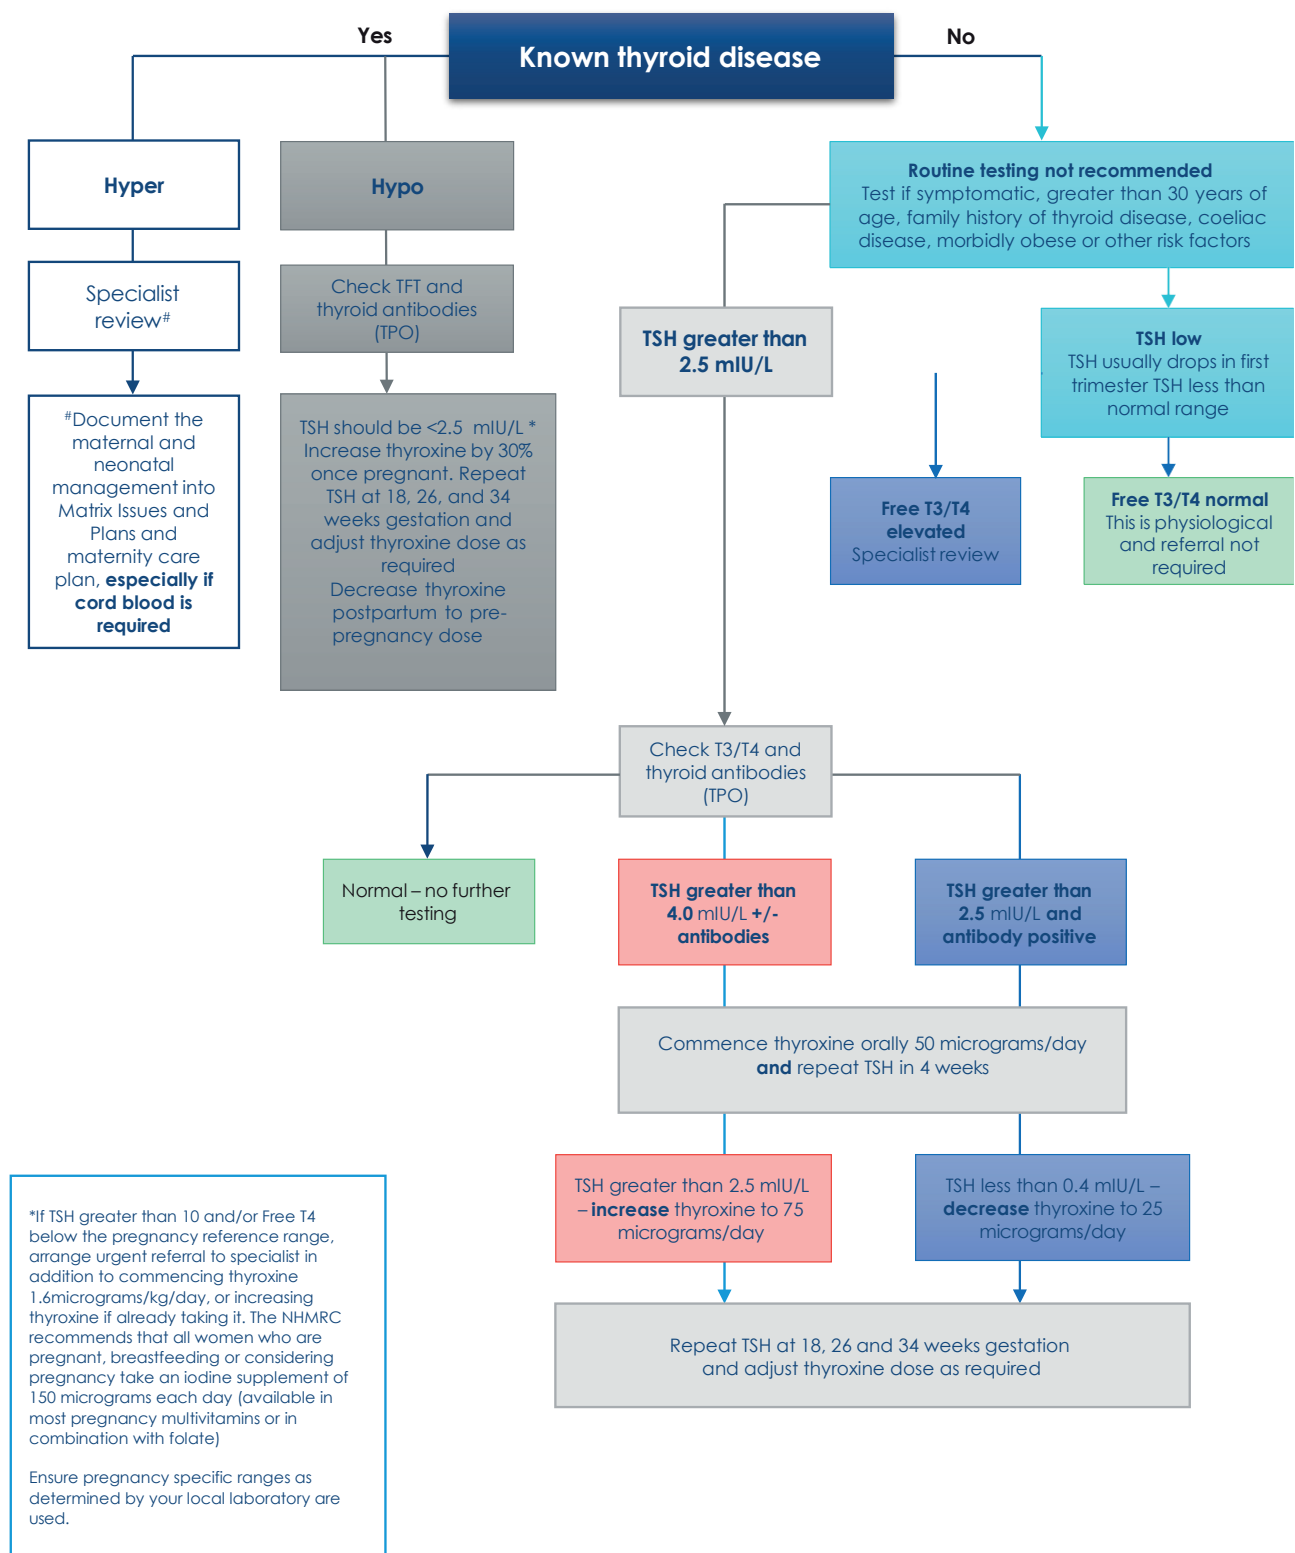 Yes
Known thyroid disease
No
Hyper
Specialist
review#
#Document the
maternal and
neonatal
management into
Matrix Issues and
Plans and
maternity care
plan, especially if
cord blood is
required
Hypo
Check TFT and
thyroid antibodies
(TPO)
TSH should be <2.5 mIU/L *
Increase thyroxine by 30%
once pregnant. Repeat
TSH at 18, 26, and 34
weeks gestation and
adjust thyroxine dose as
required
Decrease thyroxine
postpartum to pre-
pregnancy dose
Routine testing not recommended
Test if symptomatic, greater than 30 years of
age, family history of thyroid disease, coeliac
disease, morbidly obese or other risk factors
TSH greater than
2.5 mIU/L
TSH low
TSH usually drops in first
trimester TSH less than
normal range
Free T3/T4
elevated
Specialist review
Free T3/T4 normal
This is physiological
and referral not
required
Check T3/T4 and
thyroid antibodies
(TPO)
Normal – no further
testing
TSH greater than
4.0 mIU/L +/-
antibodies
TSH greater than
2.5 mIU/L and
antibody positive
Commence thyroxine orally 50 micrograms/day
and repeat TSH in 4 weeks
TSH greater than 2.5 mIU/L
– increase thyroxine to 75
micrograms/day
TSH less than 0.4 mIU/L –
decrease thyroxine to 25
micrograms/day
Repeat TSH at 18, 26 and 34 weeks gestation
and adjust thyroxine dose as required
*If TSH greater than 10 and/or Free T4
below the pregnancy reference range,
arrange urgent referral to specialist in
addition to commencing thyroxine
1.6micrograms/kg/day, or increasing
thyroxine if already taking it. The NHMRC
recommends that all women who are
pregnant, breastfeeding or considering
pregnancy take an iodine supplement of
150 micrograms each day (available in
most pregnancy multivitamins or in
combination with folate)
Ensure pregnancy specific ranges as
determined by your local laboratory are
used.